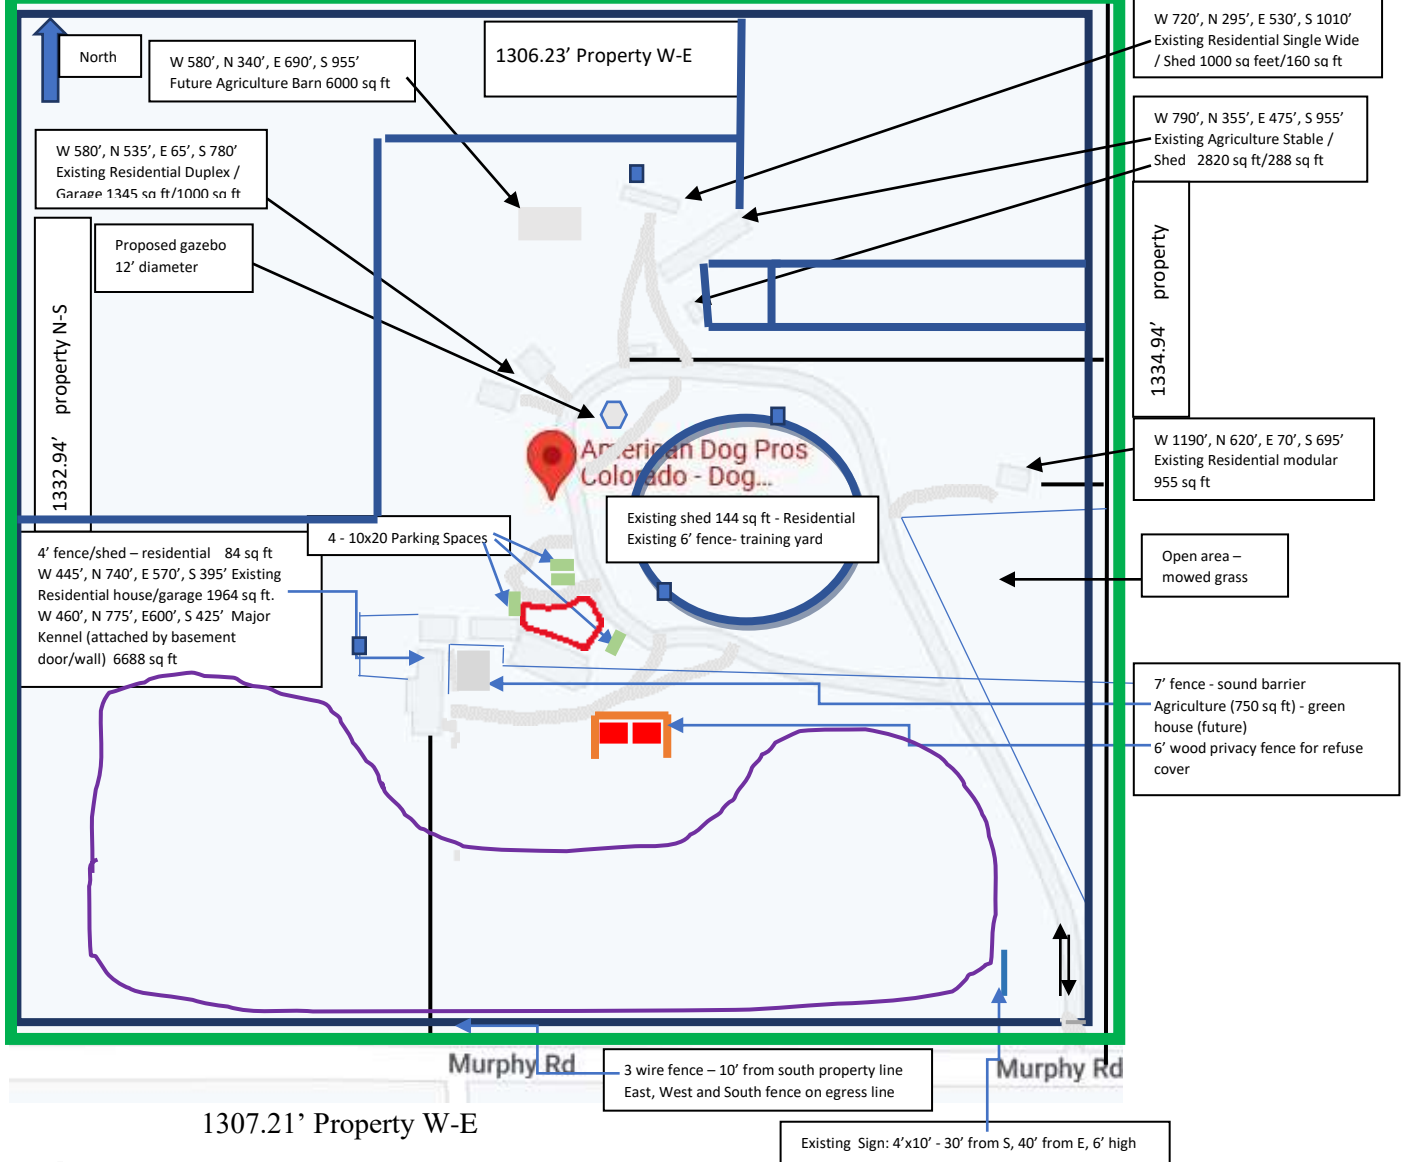 North
W 580’, N 340’, E 690’, S 955’
Future Agriculture Barn 6000 sq ft
1306.23’ Property W-E
W 720’, N 295’, E 530’, S 1010’
Existing Residential Single Wide
/ Shed 1000 sq feet/160 sq ft
W 790’, N 355’, E 475’, S 955’
Existing Agriculture Stable /
Shed 2820 sq ft/288 sq ft
W 580’, N 535’, E 65’, S 780’
Existing Residential Duplex /
Garage 1345 sq ft/1000 sq ft
Proposed gazebo
12’ diameter
1332.94’ property N-S
1334.94’ property
American Dog Pros
Colorado - Dog...
W 1190’, N 620’, E 70’, S 695’
Existing Residential modular
955 sq ft
Existing shed 144 sq ft - Residential
Existing 6’ fence- training yard
4 - 10x20 Parking Spaces
4’ fence/shed – residential 84 sq ft
W 445’, N 740’, E 570’, S 395’ Existing
Residential house/garage 1964 sq ft.
W 460’, N 775’, E600’, S 425’ Major
Kennel (attached by basement
door/wall) 6688 sq ft
Open area –
mowed grass
7’ fence - sound barrier
Agriculture (750 sq ft) - green
house (future)
6’ wood privacy fence for refuse
cover
Murphy Rd
Murphy Rd
3 wire fence – 10’ from south property line
East, West and South fence on egress line
1307.21’ Property W-E
Existing Sign: 4’x10’ - 30’ from S, 40’ from E, 6’ high